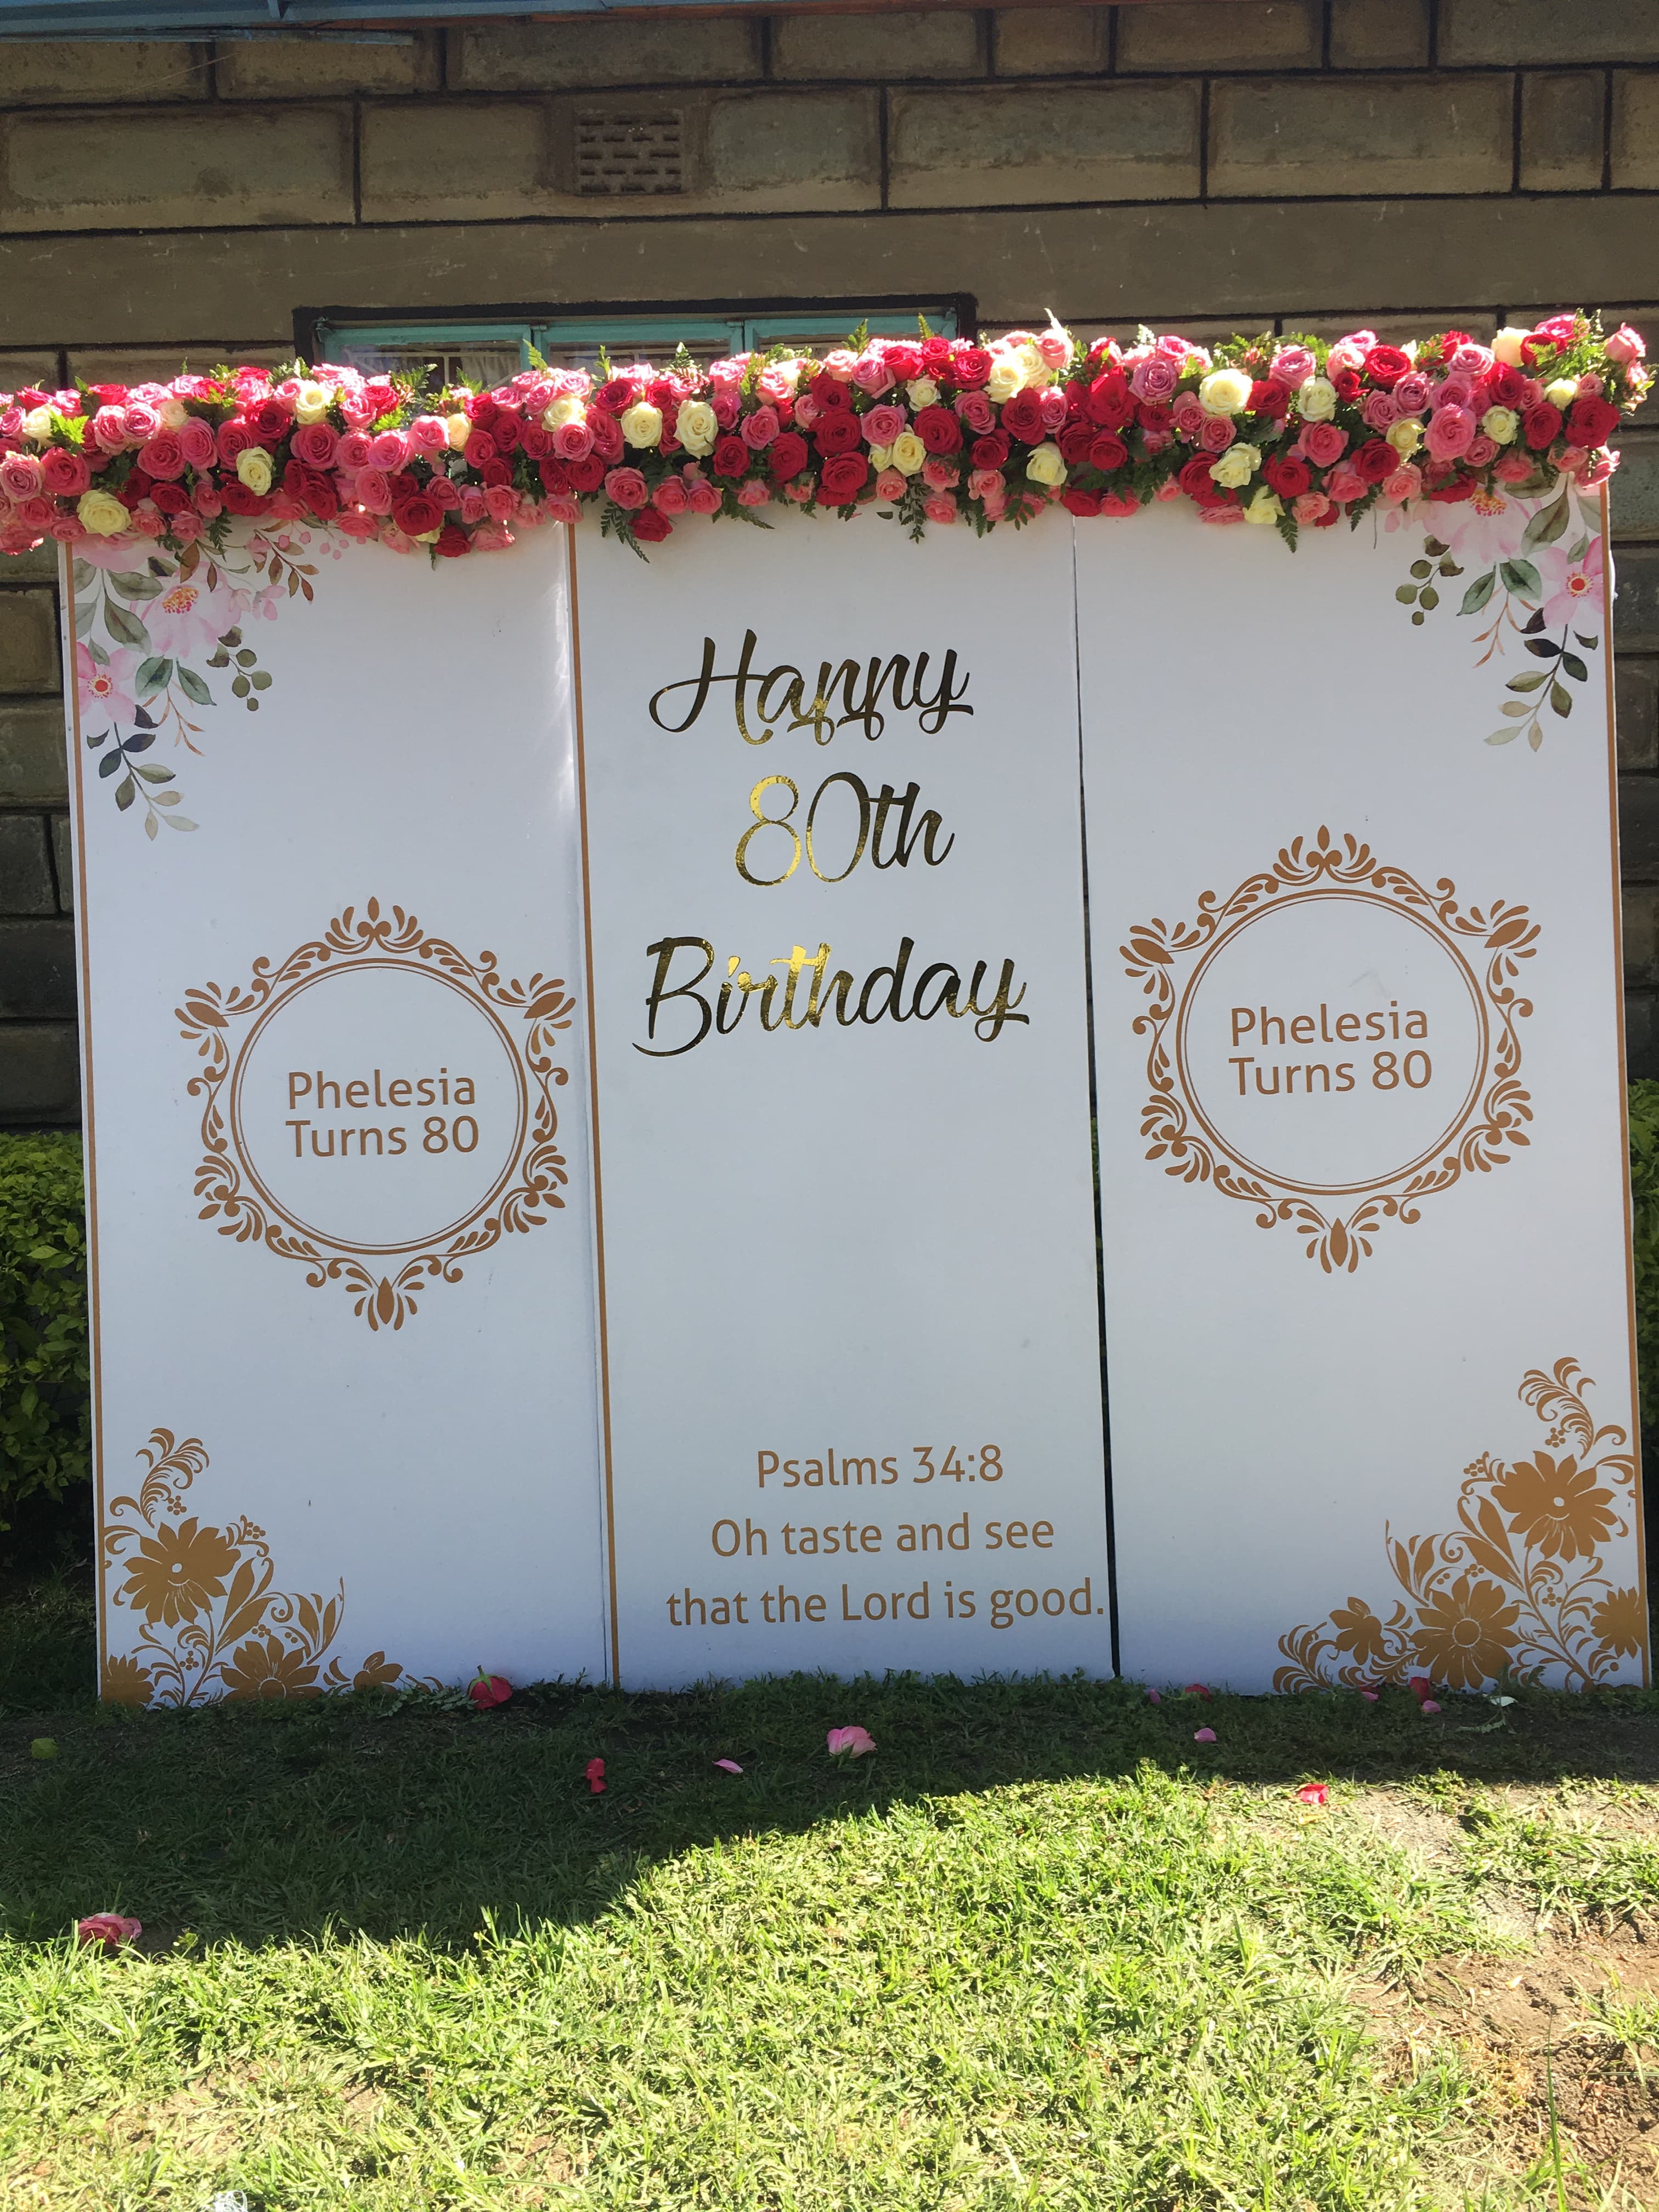 Phelesia
Turns 80
Happy
80th
Birthday
Psalms 34:8
Oh taste and see
that the Lord is good.
Phelesia
Turns 80